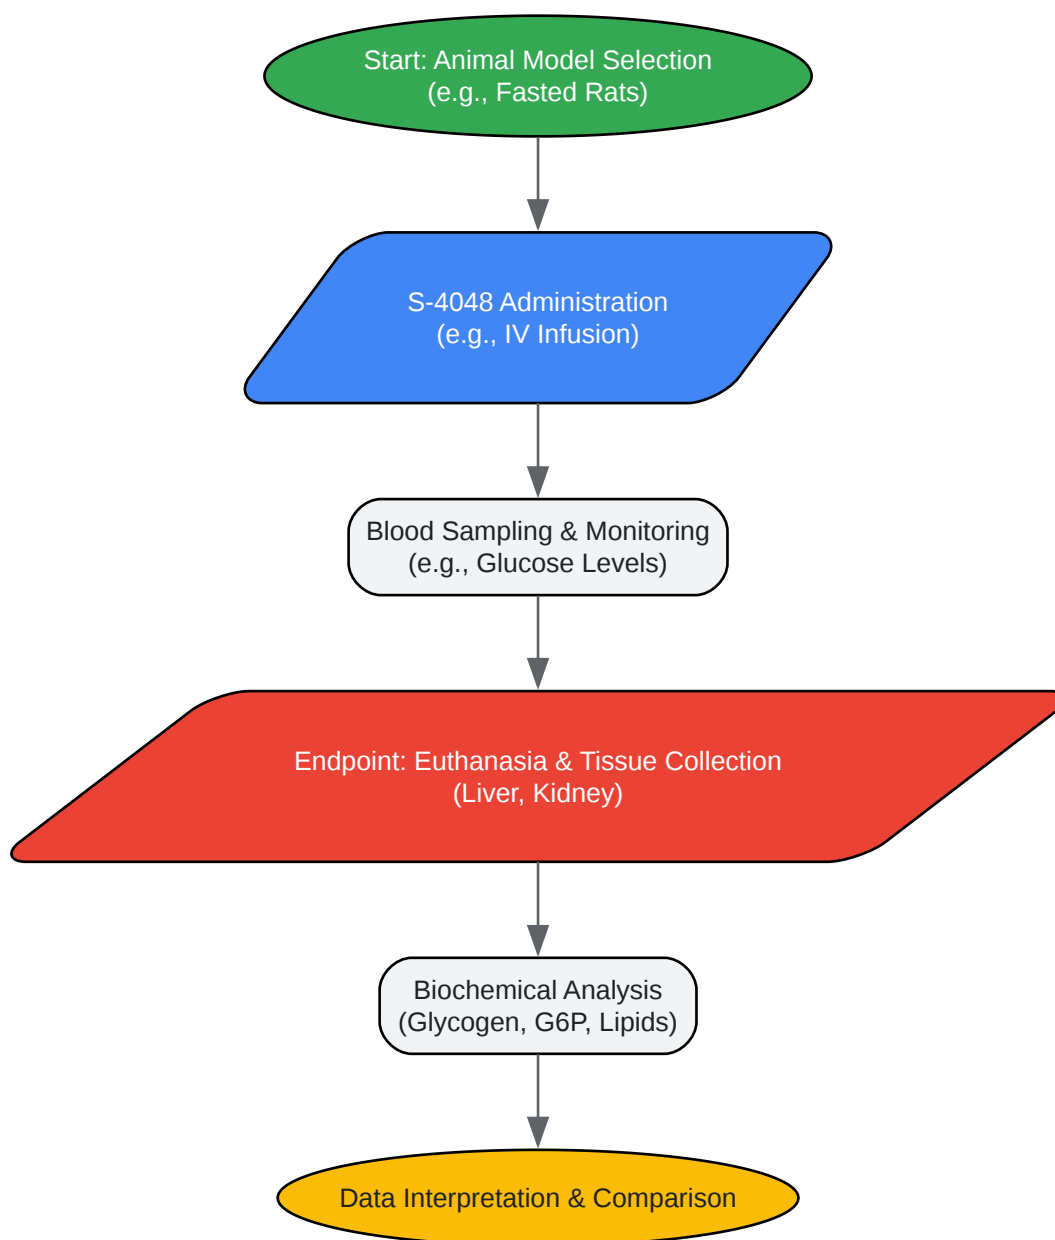 Start: Animal Model Selection
(e.g., Fasted Rats)
S-4048 Administration
(e.g., IV Infusion)
Blood Sampling & Monitoring
(e.g., Glucose Levels)
Endpoint: Euthanasia & Tissue Collection
(Liver, Kidney)
Biochemical Analysis
(Glycogen, G6P, Lipids)
Data Interpretation & Comparison